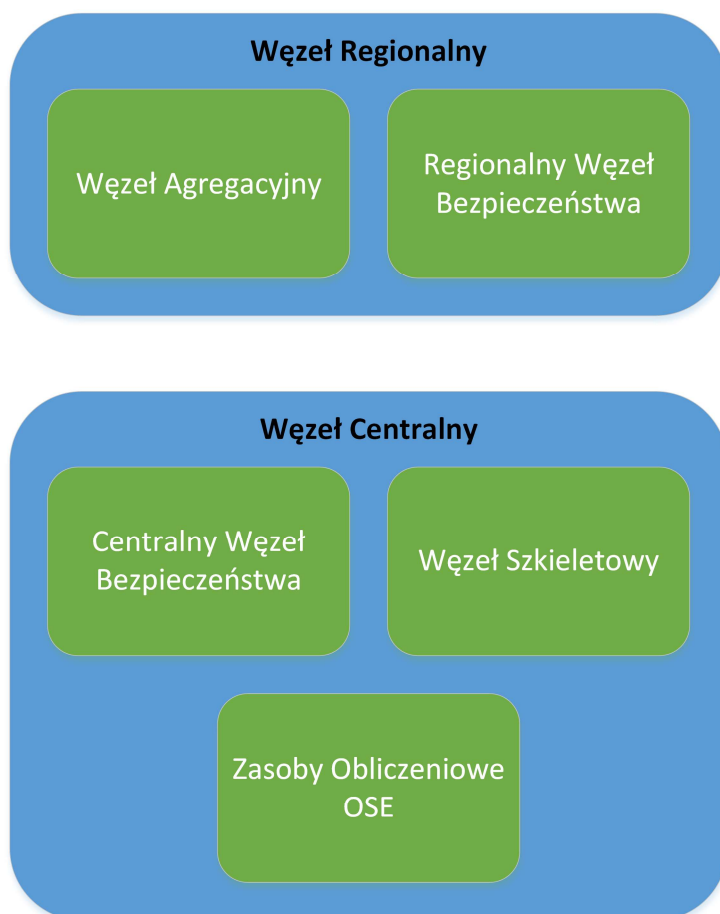 Węzeł Regionalny
Węzeł Agregacyjny
Regionalny Węzeł
Bezpieczeństwa
Węzeł Centralny
Centralny Węzeł
Bezpieczeństwa
Węzeł Szkieletowy
Zasoby Obliczeniowe
OSE